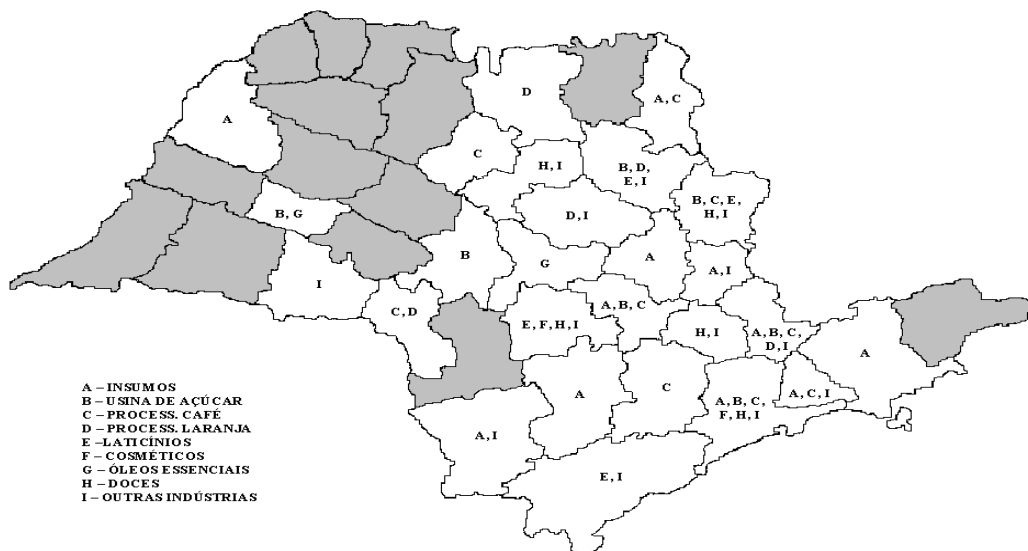 D
A, C
A
C
H, I
B, D,
E, I
B, C, E,
H, I
B, G
D, I
B
G
A
A, I
I
C, D
A, B, C
E, F, H, I
H, I
A, B, C,
D, I
A
A
C
A, B, C,
F, H, I
A, C, I
A, I
E, I
A – INSUMOS
B – USINA DE AÇÚCAR
C – PROCESS. CAFÉ
D – PROCESS. LARANJA
E –LATICÍNIOS
F – COSMÉTICOS
G – ÓLEOS ESSENCIAIS
H – DOCES
I – OUTRAS INDÚSTRIAS